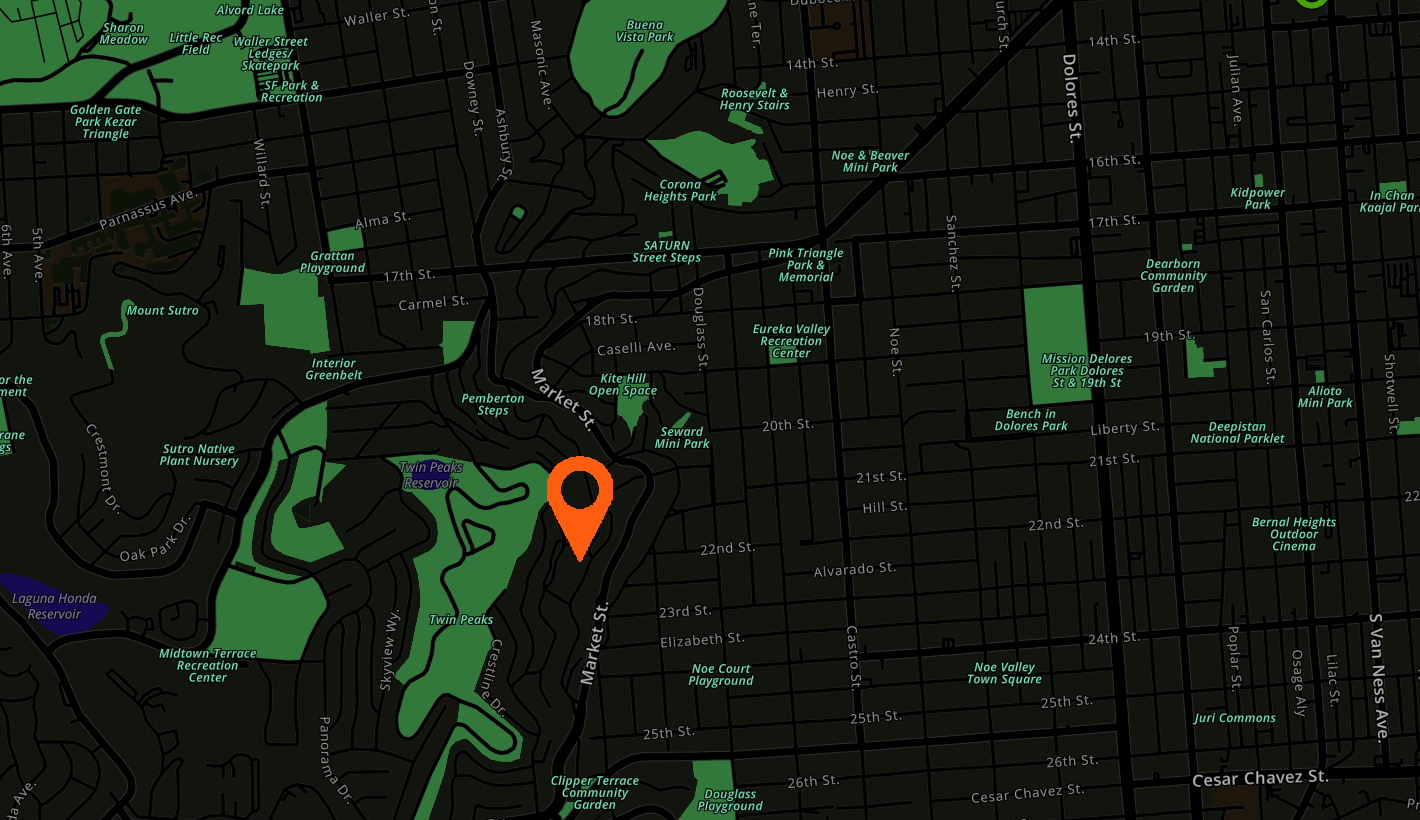 Alvord Lake
Waller St.
Sharon
Meadow
Little Rec
Field
Waller Street
Ledges/
Skatepark
SF Park &
Recreation
Golden Gate
Park Kezar
Triangle
Masonic Ave.
Downey St.
Ashbury St.
Buena
Vista Park
14th St.
Henry St.
Roosevelt &
Henry Stairs
Dolores St.
14th St.
Julian Ave.
Noe & Beaver
Mini Park
16th St.
Willard St.
Parnassus Ave.
6th Ave.
5th Ave.
Alma St.
Grattan
Playground
17th St.
Carmel St.
Corona
Heights Park
SATURN
Street Steps
Pink Triangle
Park &
Memorial
Sanchez St.
17th St.
Kidpower
Park
In Chan
Kaajal Par
Dearborn
Community
Garden
Mount Sutro
Interior
Greenbelt
18th St.
Caselli Ave.
Douglass St.
Eureka Valley
Recreation
Center
Noe St.
19th St.
San Carlos St.
Shotwell St.
Mission Delores
Park Dolores
St & 19th St
Alioto
Mini Park
or the
ment
Market St.
Kite Hill
Open Space
Pemberton
Steps
Seward
Mini Park
20th St.
Bench in
Dolores Park
Liberty St.
Deepistan
National Parklet
Crestmont Dr.
Sutro Native
Plant Nursery
Twin Peaks
Reservoir
21st St.
21st St.
Hill St.
22nd St.
22
Bernal Heights
Outdoor
Cinema
Oak Park Dr.
22nd St.
Alvarado St.
Laguna Honda
Reservoir
Twin Peaks
23rd St.
Elizabeth St.
24th St.
Market St.
Skyview Wy.
Crestline Dr.
Midtown Terrace
Recreation
Center
Noe Court
Playground
Castro St.
Noe Valley
Town Square
Poplar St.
Osage Aly
Lilac St.
S Van Ness Ave.
25th St.
25th St.
25th St.
Juri Commons
Panorama Dr.
26th St.
26th St.
Clipper Terrace
Community
Garden
Douglass
Playground
Cesar Chavez St.
Cesar Chavez St.